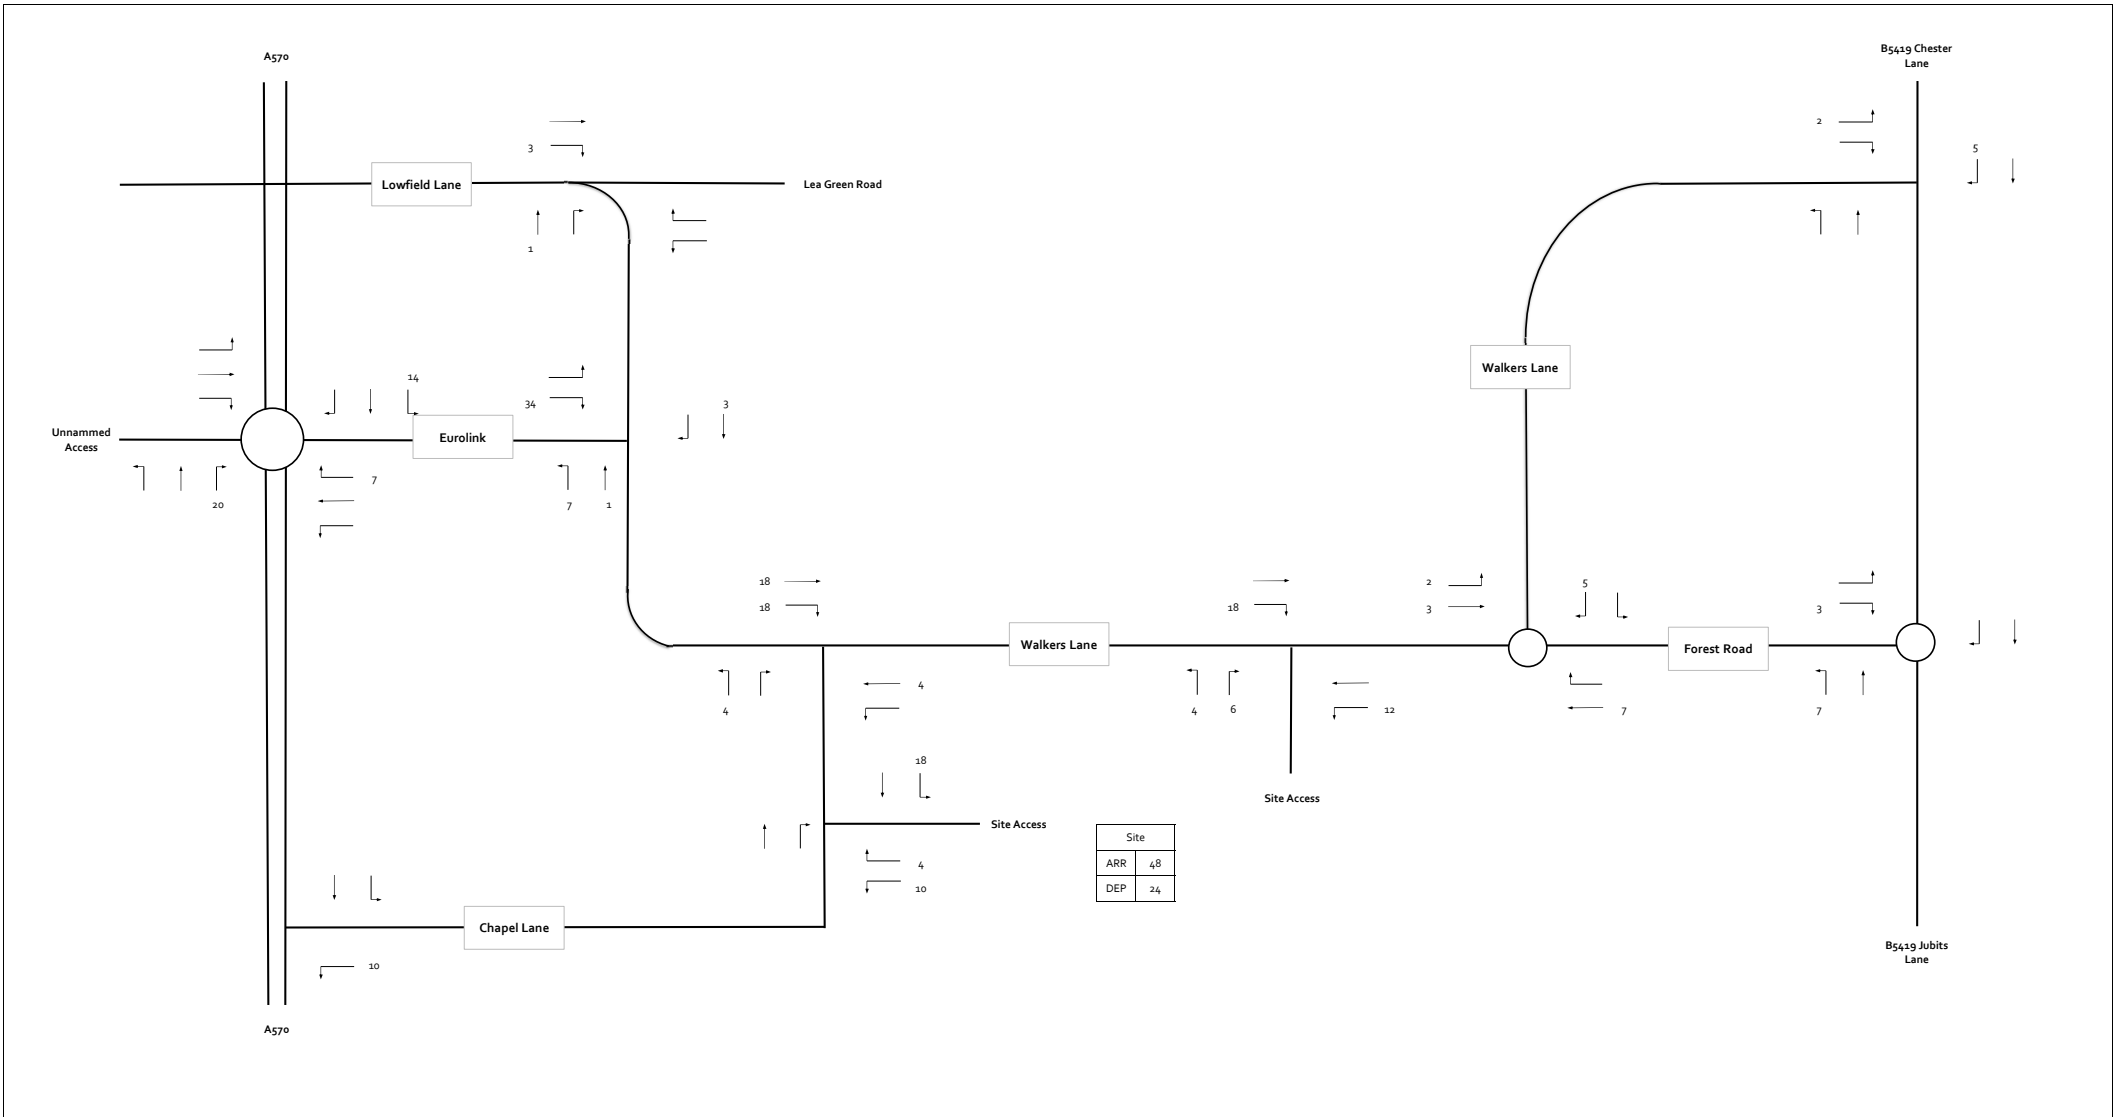 A570
B5419 Chester
Lane
2
3
5
Lowfield Lane
Lea Green Road
1
Walkers Lane
14
34
3
Unnammed
Access
Eurolink
7
20
7
1
18
2
5
18
18
3
3
Walkers Lane
Forest Road
4
4
4
6
12
7
7
18
Site Access
Site Access
Site
ARR
48
DEP
24
4
10
Chapel Lane
B5419 Jubits
Lane
10
A570